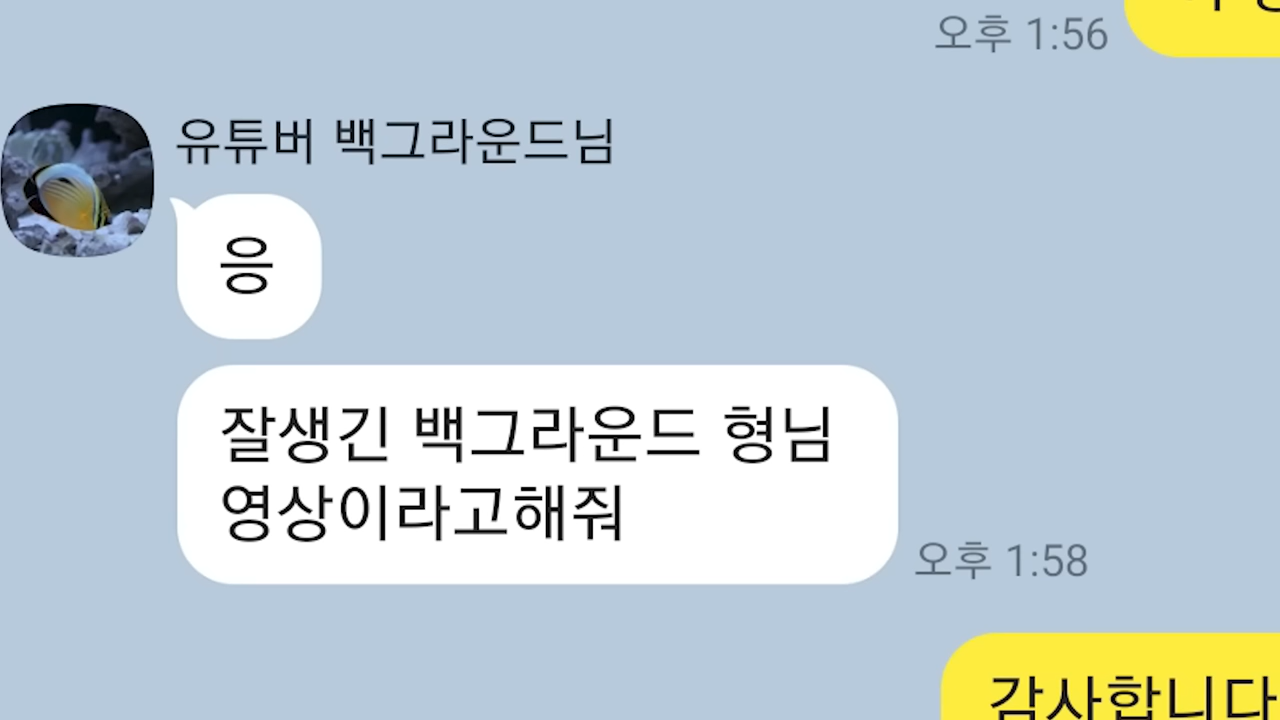 오후 1:56
유튜버 백그라운드님
응
잘생긴 백그라운드 형님
영상이라고해줘
오후 1:58
감사합니다